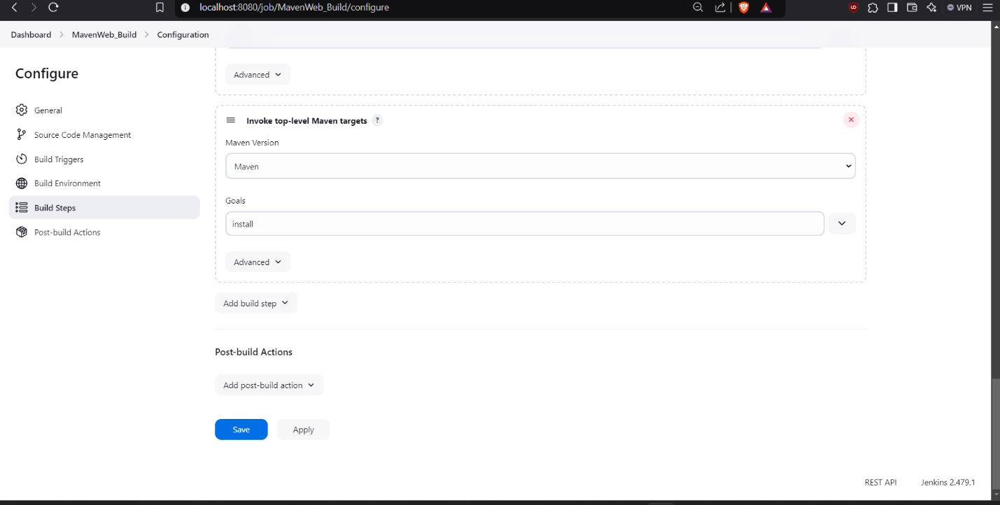 localhost:8080/job/MavenWeb_Build/configure
VPN
Dashboard > MavenWeb_Build > Configuration
Configure
General
Source Code Management
Build Triggers
Build Environment
Build Steps
Post-build Actions
Advanced
Invoke top-level Maven targets ?
Maven Version
Maven
Goals
install
Advanced
Add build step
Post-build Actions
Add post-build action
Save
Apply
REST API
Jenkins 2.479.1